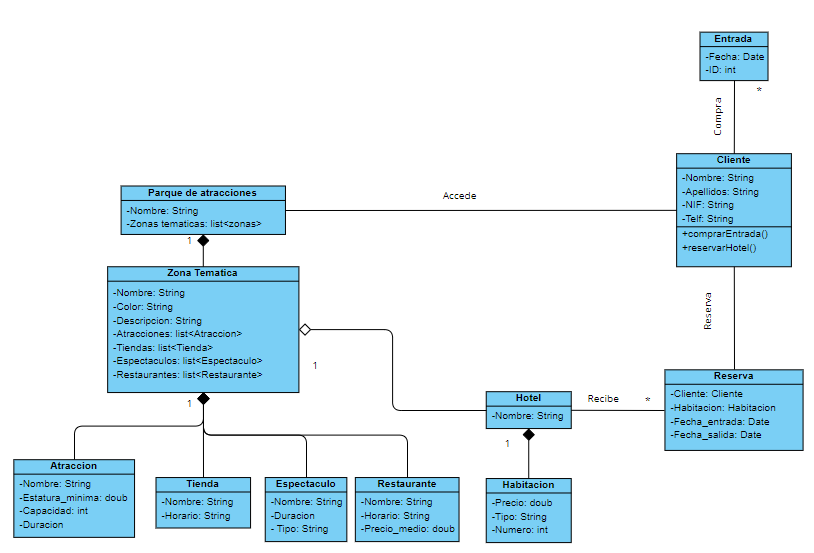 Entrada
-Fecha: Date
-ID: int
*
Compra
Cliente
-Nombre: String
-Apellidos: String
-NIF: String
-Telf: String
+comprarEntrada()
+reservarHotel()
Accede
Parque de atracciones
-Nombre: String
-Zonas tematicas: list<zonas>
1
Zona Tematica
-Nombre: String
-Color: String
-Descripcion: String
-Atracciones: list<Atraccion>
-Tiendas: list<Tienda>
-Espectaculos: list<Espectaculo>
-Restaurantes: list<Restaurante>
1
1
Reserva
Reserva
-Cliente: Cliente
-Habitacion: Habitacion
-Fecha_entrada: Date
-Fecha_salida: Date
Recibe
*
Hotel
-Nombre: String
1
Atraccion
-Nombre: String
-Estatura_minima: doub
-Capacidad: int
-Duracion
Tienda
-Nombre: String
-Horario: String
Espectaculo
-Nombre: String
-Duracion
- Tipo: String
Restaurante
-Nombre: String
-Horario: String
-Precio_medio: doub
Habitacion
-Precio: doub
-Tipo: String
-Numero: int